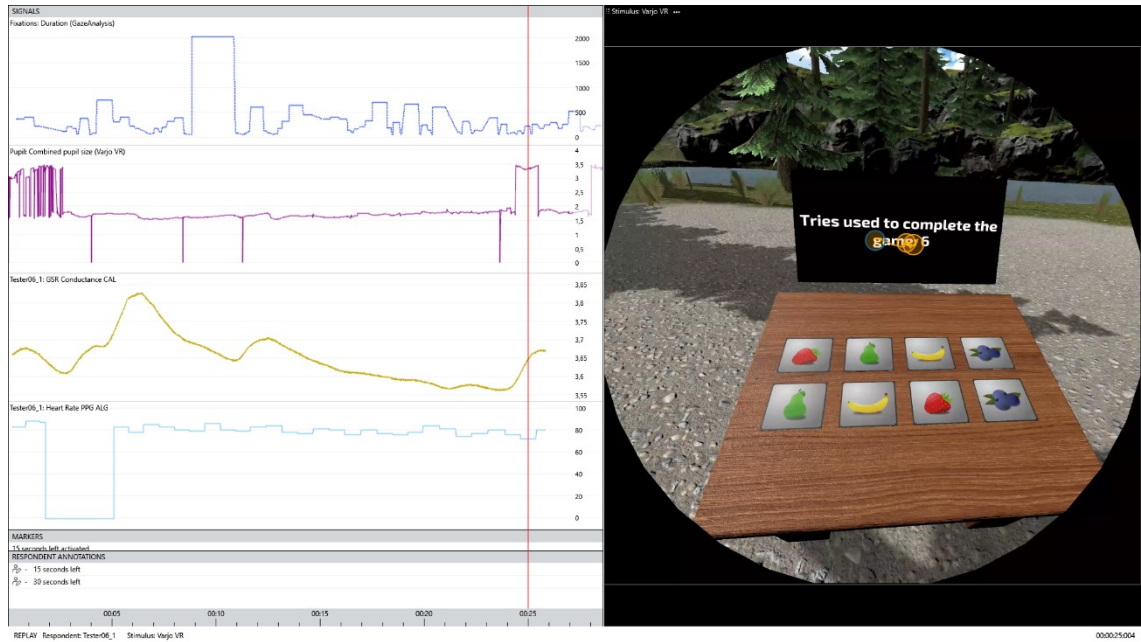 SIGNALS
Fixations: Duration (GazeAnalysis)
2000
1500
1000
500
0
Pupil: Combined pupil size (Varjo VR)
4
3,5
3
2,5
2
1,5
1
0,5
0
Tester06_1: GSR Conductance CAL
3,85
3,8
3,75
3,7
3,65
3,6
3,55
Tester06_1: Heart Rate PPG ALG
100
80
60
40
20
0
MARKERS
15 seconds left activated
RESPONDENT ANNOTATIONS
- 15 seconds left
- 30 seconds left
00:05 00:10 00:15 00:20 00:25
REPLAY Respondent: Tester06_1 Stimulus: Varjo VR
Stimulus: Varjo VR •••
Tries used to complete the
game: 6
00:00:25:004